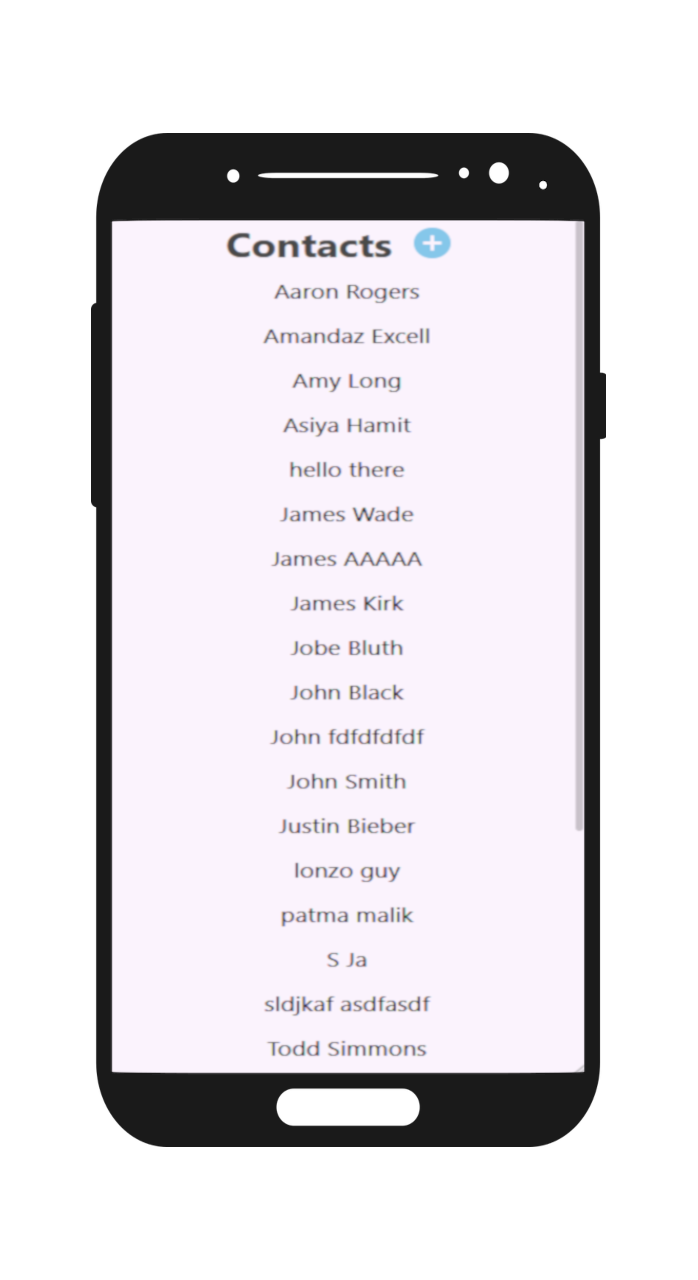 Contacts +
Aaron Rogers
Amandaz Excell
Amy Long
Asiya Hamit
hello there
James Wade
James AAAAA
James Kirk
Jobe Bluth
John Black
John fdfdfdfdf
John Smith
Justin Bieber
lonzo guy
patma malik
S Ja
sldjkaf asdfasdf
Todd Simmons